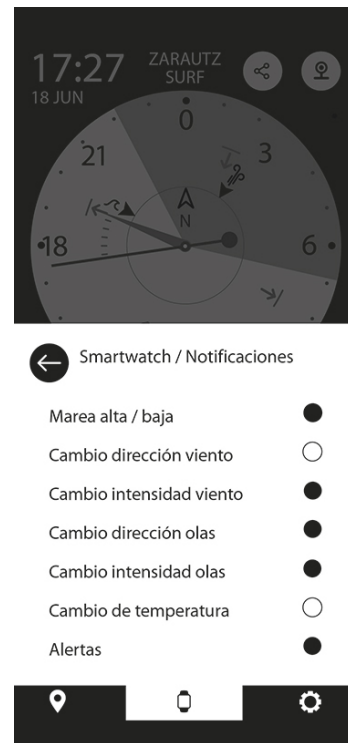 17:27
ZARAUTZ
SURF
18 JUN
0
21
3
N
18
6
Smartwatch / Notificaciones
Marea alta / baja
Cambio dirección viento
Cambio intensidad viento
Cambio dirección olas
Cambio intensidad olas
Cambio de temperatura
Alertas